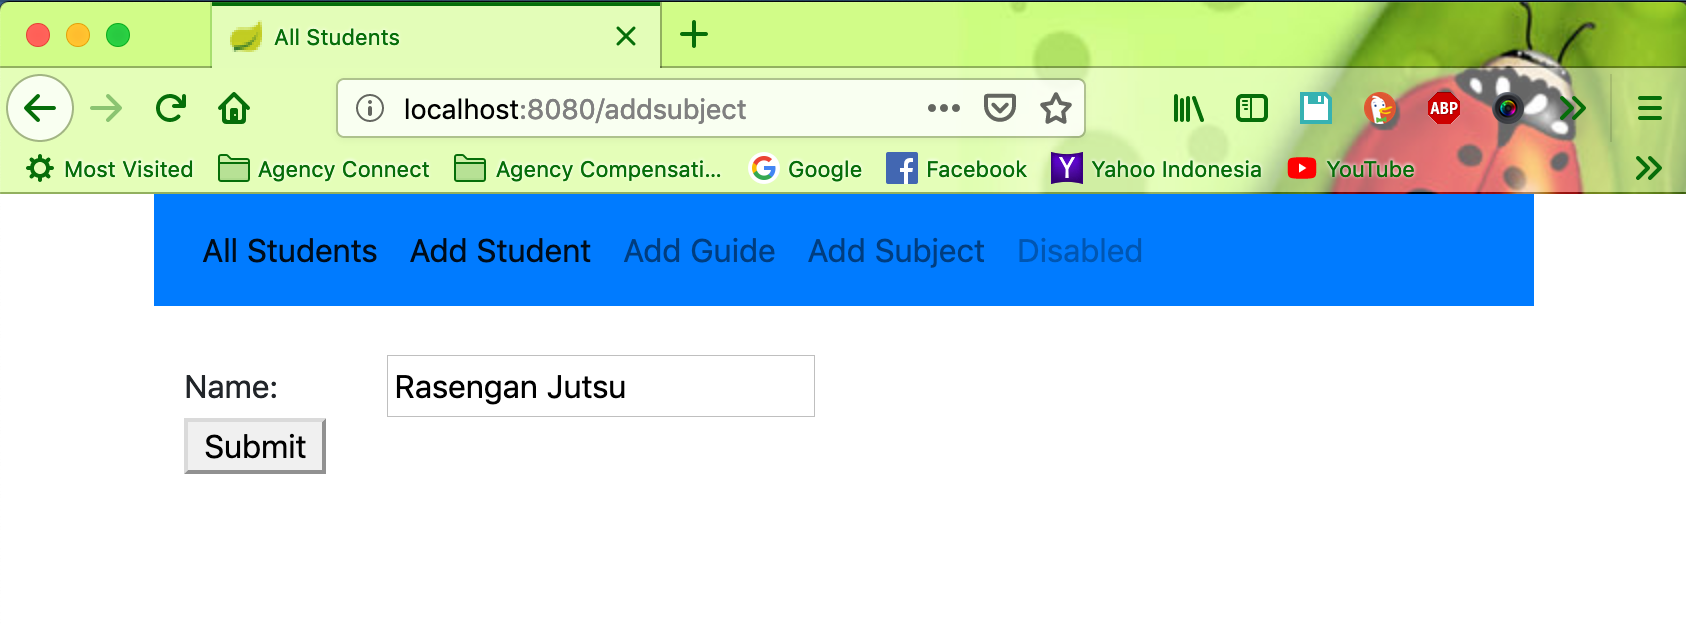 All Students
localhost:8080/addsubject
ABP
Most Visited Agency Connect Agency Compensati... Google Facebook Yahoo Indonesia YouTube
All Students Add Student Add Guide Add Subject Disabled
Name: Rasengan Jutsu
Submit